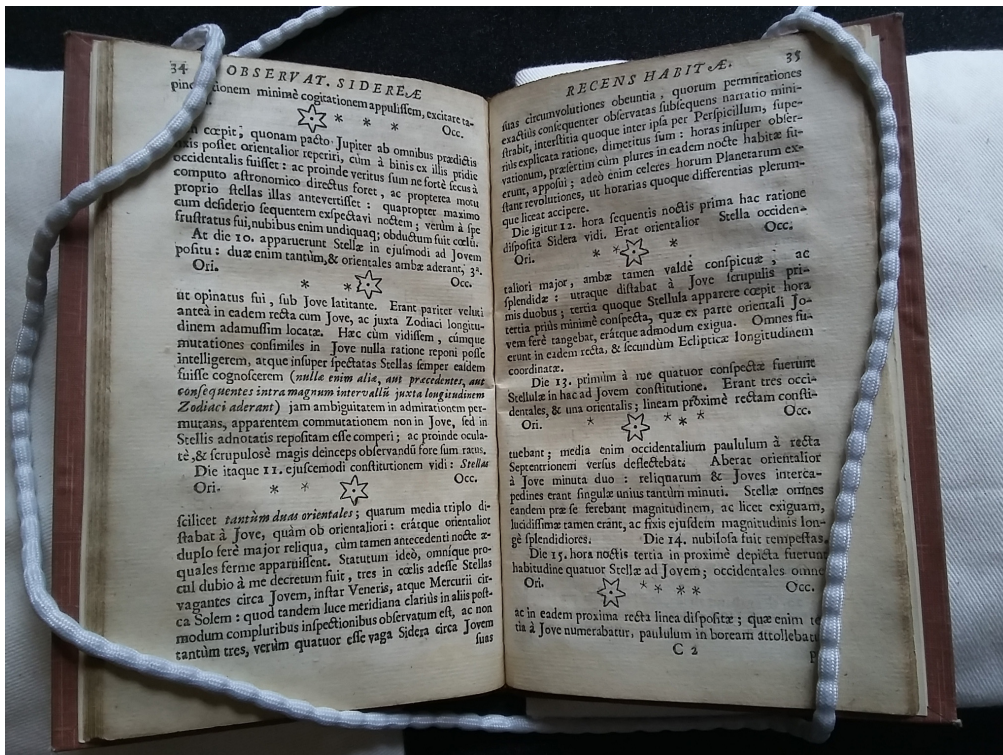 34 OBSERVAT. SIDEREÆ
tionem minimè cogitationem appulissem, excitare ta-
Occ.
cœpit; quonam pacto Jupiter ab omnibus prædictis
posset orientalior reperiri, cùm à binis ex illis pridie
occidentalis fuisset: ac proinde veritus sum ne fortè secus à
computo astronomico directus foret, ac propterea motu
proprio stellas illas antevertisset: quapropter maximo
cum desiderio sequentem exspectavi noctem; verùm à spe
frustratus fui, nubibus enim undiquaq; obductum fuit cœlũ.
At die 10. apparuerunt Stellæ in ejusmodi ad Jovem
positu: duæ enim tantùm, & orientales ambæ aderant, 3ª.
Ori. * * Occ.
ut opinatus fui, sub Jove latitante. Erant pariter veluti
anteà in eadem recta cum Jove, ac juxta Zodiaci longitu-
dinem adamussim locatæ. Hæc cùm vidissem, cúmque
mutationes consimiles in Jove nulla ratione reponi posse
intelligerem, atque insuper spectatas Stellas semper easdem
fuisse cognoscerem (nullæ enim aliæ, aut præcedentes, aut
consequentes intra magnum intervallũ juxta longitudinem
Zodiaci aderant) jam ambiguitatem in admirationem per-
mutans, apparentem commutationem non in Jove, sed in
Stellis adnotatis repositam esse comperi; ac proinde ocula-
tè, & scrupulosè magis deinceps observandũ fore sum ratus.
Die itaque 11. ejuscemodi constitutionem vidi: Stellas
Ori. * * Occ.
scilicet tantùm duas orientales; quarum media triplo di-
stabat à Jove, quàm ob orientaliori: erátque orientalior
duplo ferè major reliqua, cùm tamen antecedenti nocte æ-
quales ferme apparuissent. Statutum ideò, omnique pro-
cul dubio à me decretum fuit, tres in cœlis adesse Stellas
vagantes circa Jovem, instar Veneris, atque Mercurii cir-
ca Solem: quod tandem luce meridiana clariùs in aliis post-
modum compluribus inspectionibus observatum est, ac non
tantùm tres, verùm quatuor esse vaga Sidera circa Jovem
suas
RECENS HABITÆ. 35
suas circumvolutiones obeuntia, quorum permutationes
exactiùs consequenter observatas subsequens narratio mini-
strabit, interstitia quoque inter ipsa per Perspicillum, supe-
riùs explicata ratione, dimetitus sum: horas insuper obser-
vationum, præsertim cùm plures in eadem nocte habitæ fu-
erunt, apposui; adeò enim celeres horum Planetarum ex-
stant revolutiones, ut horarias quoque differentias plerum-
que liceat accipere.
Die igitur 12. hora sequentis noctis prima hac ratione
disposita Sidera vidi. Erat orientalior Stella occiden-
Ori. * * * Occ.
taliori major, ambæ tamen valdè conspicuæ, ac
splendidæ: utraque distabat à Jove scrupulis pri-
mis duobus; tertia quoque Stellula apparere cœpit hora
tertia priùs minimè conspecta, quæ ex parte orientali Jo-
vem ferè tangebat, erátque admodum exigua. Omnes fu-
erunt in eadem recta, & secundùm Eclipticæ longitudinem
coordinatæ.
Die 13. primùm à me quatuor conspectæ fuerunt
Stellulæ in hac ad Jovem constitutione. Erant tres occi-
dentales, & una orientalis; lineam proximè rectam consti-
Ori. * * * * Occ.
tuebant; media enim occidentalium paululum à recta
Septentrionem versus deflectebat. Aberat orientalior
à Jove minuta duo: reliquarum & Joves interca-
pedines erant singulæ unius tantùm minuti. Stellæ omnes
eandem præ se ferebant magnitudinem, ac licet exiguam,
lucidissimæ tamen erant, ac fixis ejusdem magnitudinis lon-
gè splendidiores. Die 14. nubilosa fuit tempestas.
Die 15. hora noctis tertia in proximè depicta fuerunt
habitudine quatuor Stellæ ad Jovem; occidentales omne
Ori. * * * * Occ.
ac in eadem proxima recta linea dispositæ; quæ enim
tia à Jove numerabatur, paululum in boream attollebat
C 2